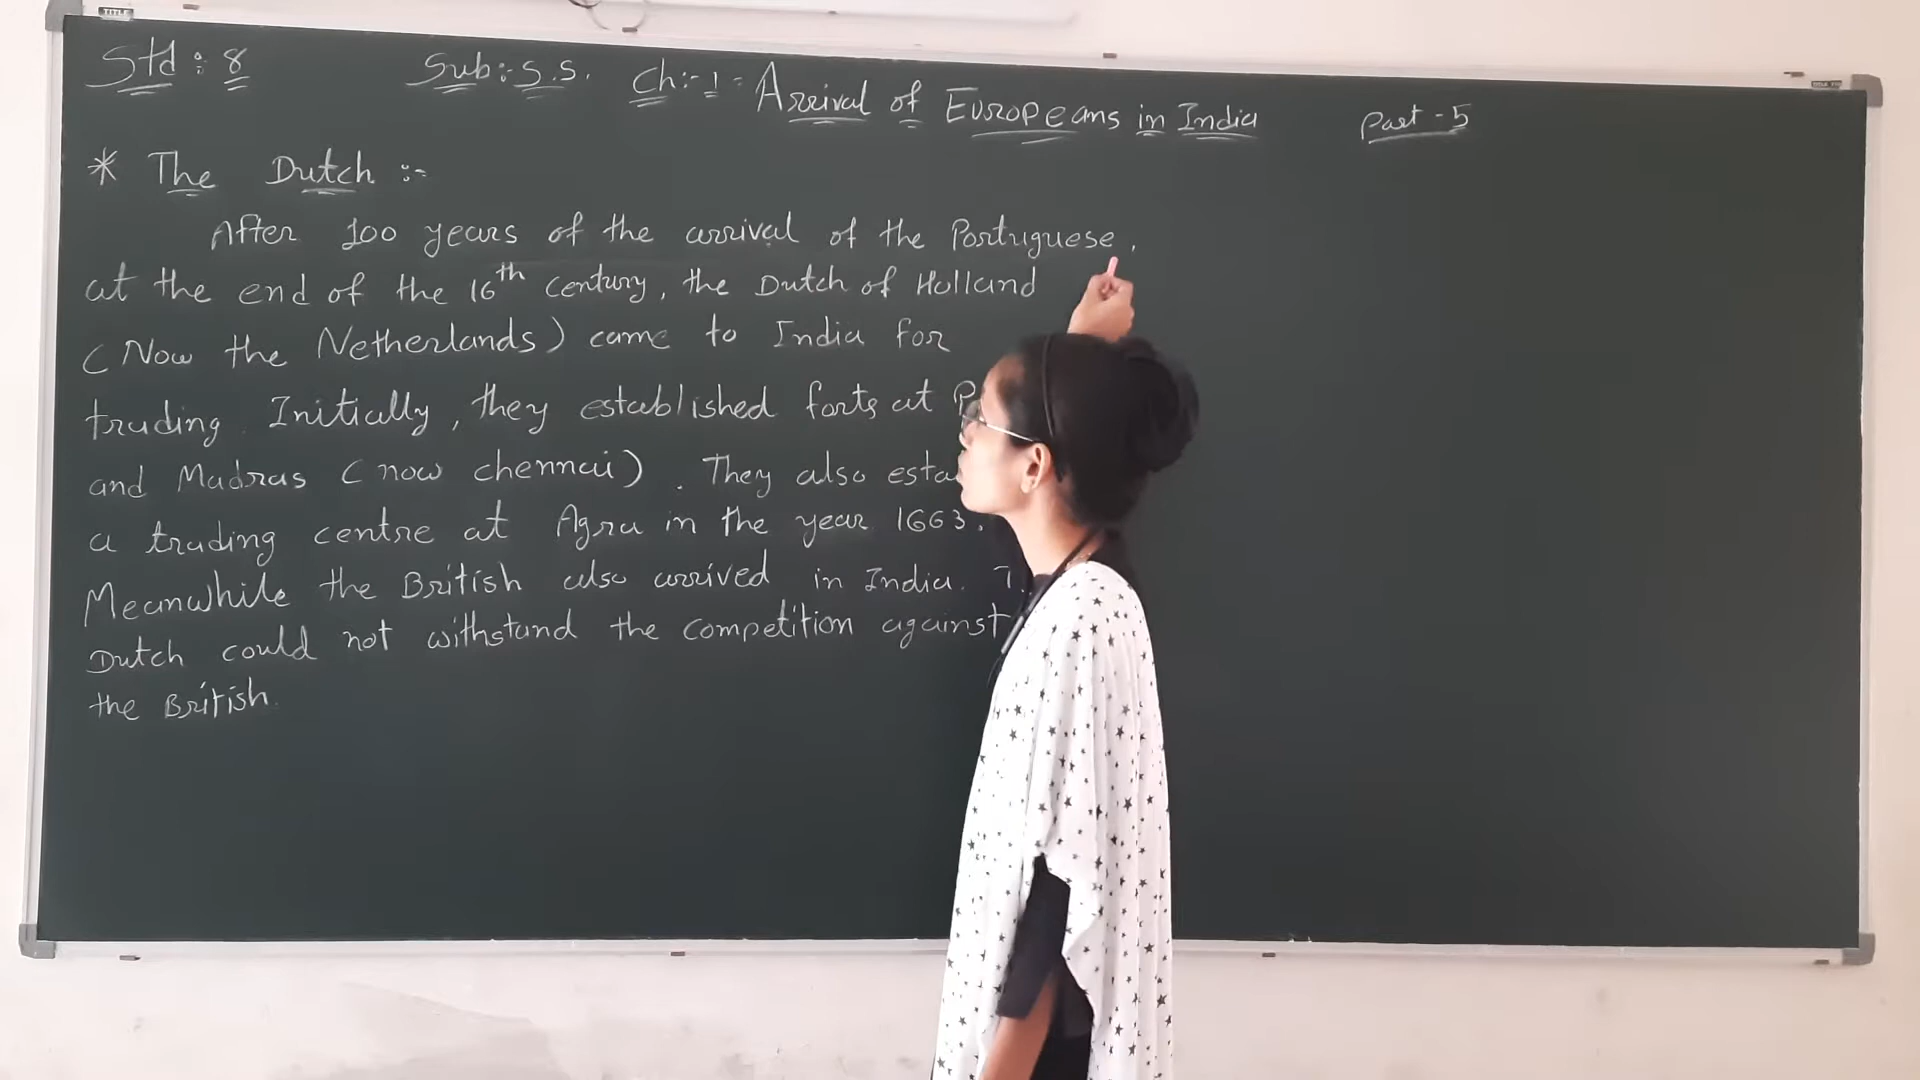 Std : 8 Sub :- S.S. Ch :- 1 = Arrival of Europeans in India Part - 5
* The Dutch :-
After 100 years of the arrival of the Portuguese,
at the end of the 16th century, the Dutch of Holland
(Now the Netherlands) came to India for
trading. Initially, they established forts at
and Madras (now chennai). They also
a trading centre at Agra in the year 1663.
Meanwhile the British also arrived in India.
Dutch could not withstand the competition against
the British.